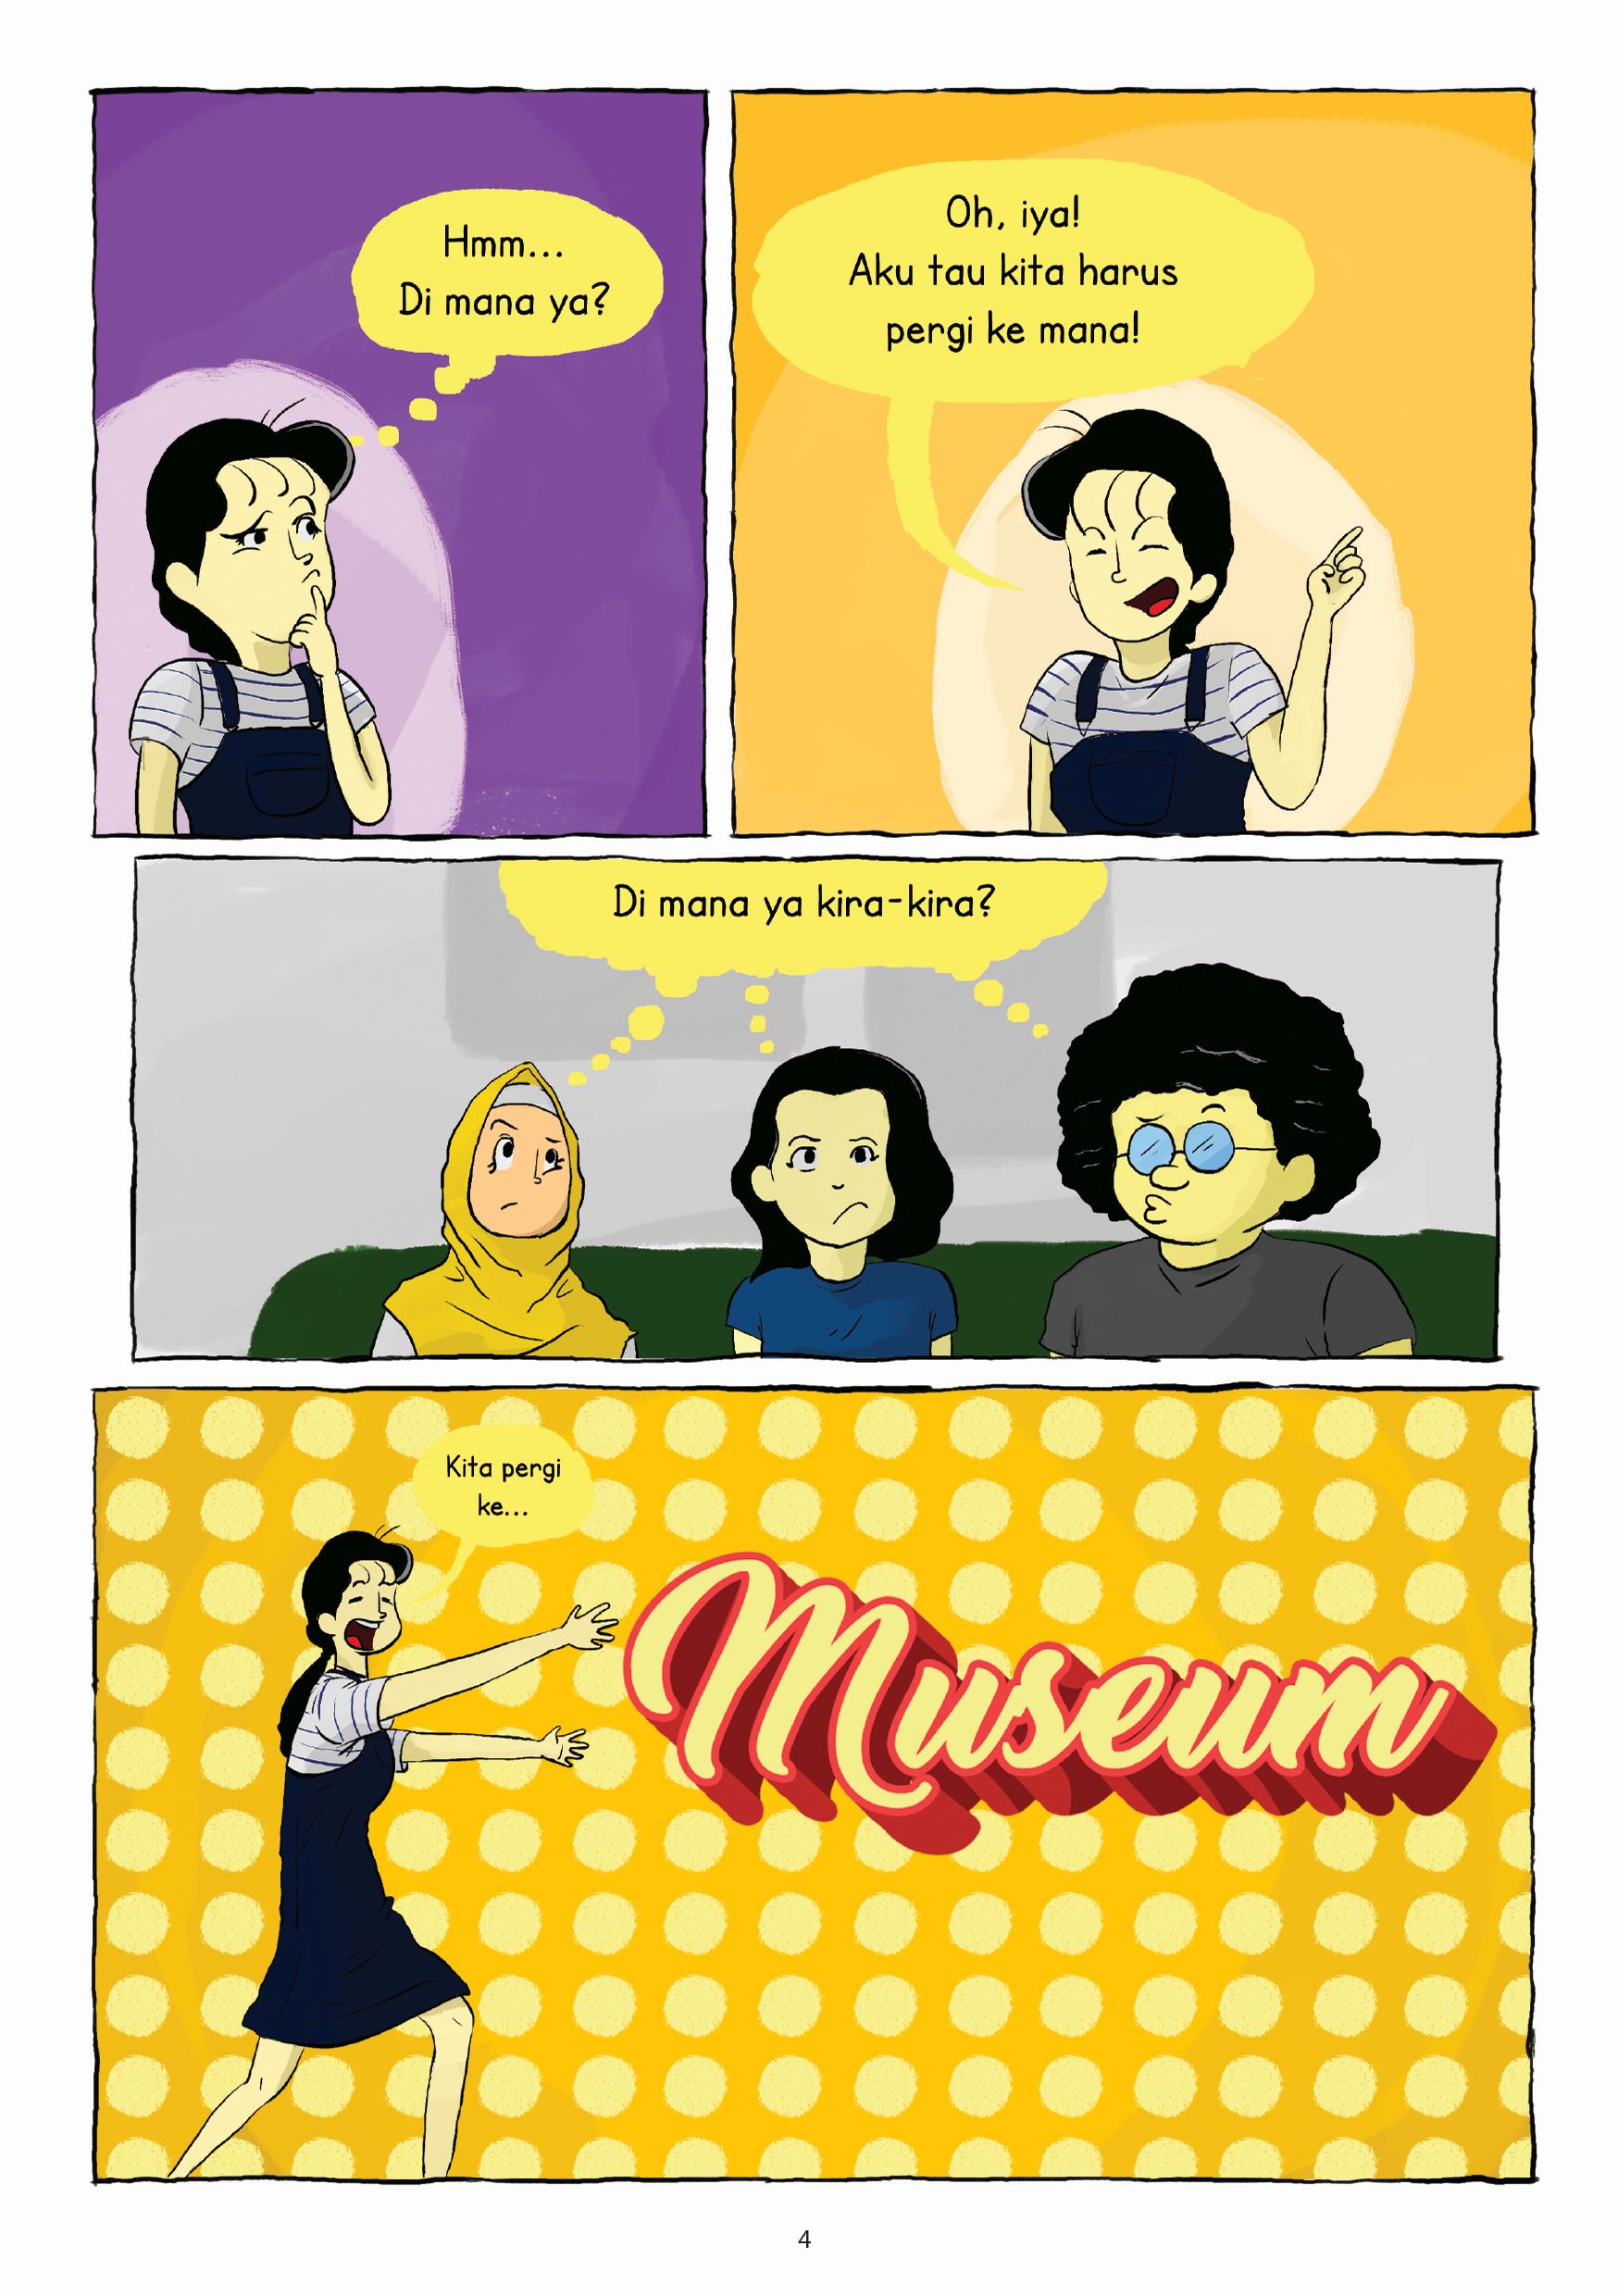 Hmm...
Di mana ya?
Oh, iya!
Aku tau kita harus
pergi ke mana!
Di mana ya kira-kira?
Kita pergi
ke...
Museum
4